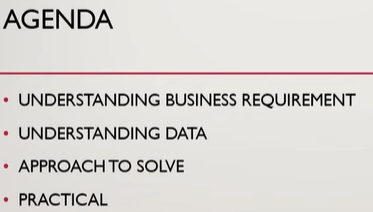 AGENDA
UNDERSTANDING BUSINESS REQUIREMENT
UNDERSTANDING DATA
APPROACH TO SOLVE
PRACTICAL